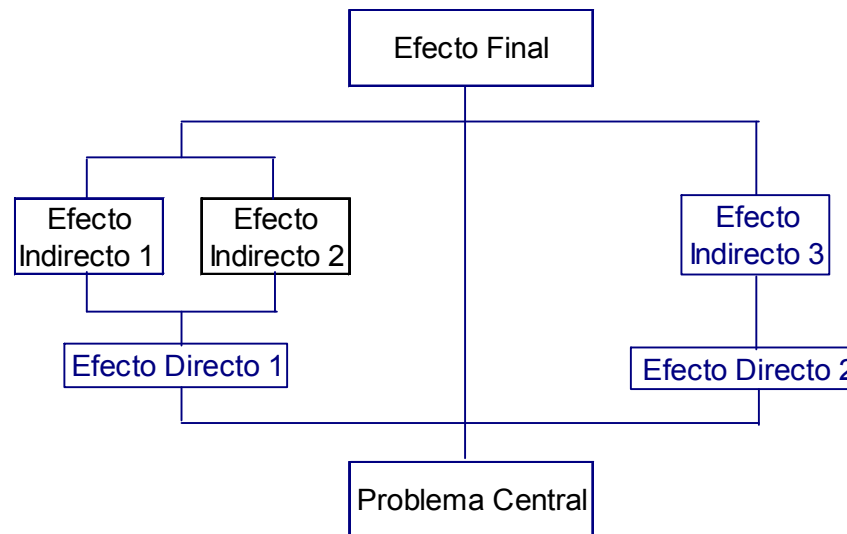 Efecto Final
Efecto
Indirecto 1
Efecto
Indirecto 2
Efecto
Indirecto 3
Efecto Directo 1
Efecto Directo 2
Problema Central